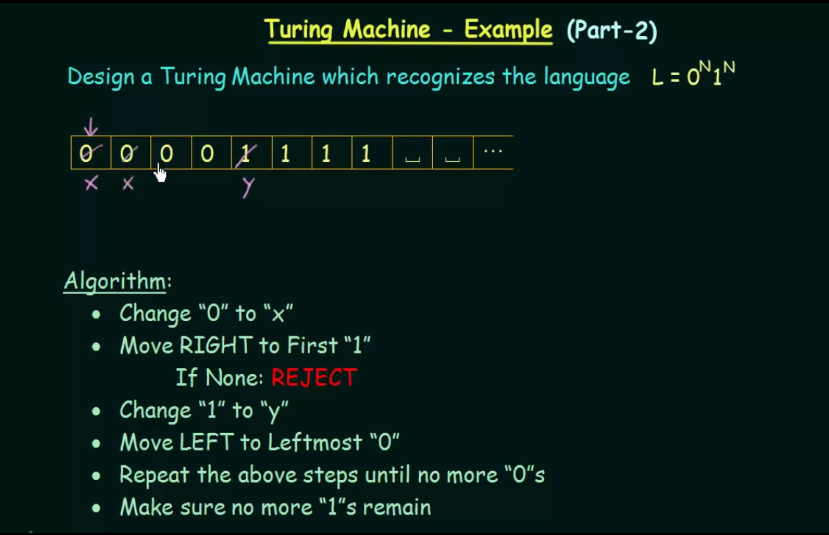 Turing Machine - Example (Part-2)
Design a Turing Machine which recognizes the language L = 0ᴺ1ᴺ
0 0 0 0 1 1 1 1 ⎵ ⎵ ...
x x y
Algorithm:
• Change “0” to “x”
• Move RIGHT to First “1”
If None: REJECT
• Change “1” to “y”
• Move LEFT to Leftmost “0”
• Repeat the above steps until no more “0”s
• Make sure no more “1”s remain